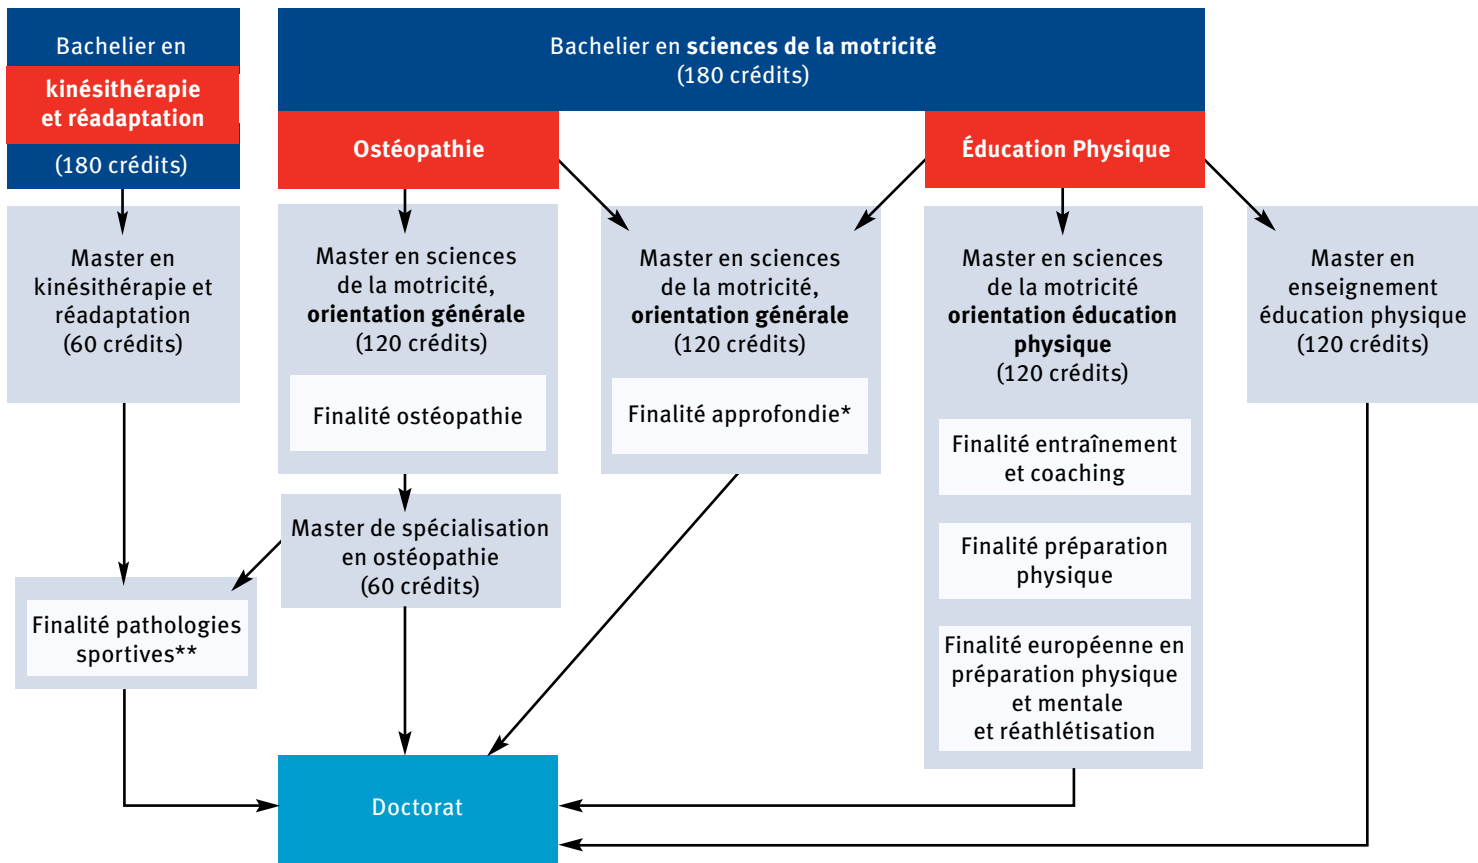 Bachelier en
kinésithérapie
et réadaptation
(180 crédits)
Bachelier en sciences de la motricité
(180 crédits)
Ostéopathie
Éducation Physique
Master en
kinésithérapie et
réadaptation
(60 crédits)
Master en sciences
de la motricité,
orientation générale
(120 crédits)
Finalité ostéopathie
Master en sciences
de la motricité,
orientation générale
(120 crédits)
Finalité approfondie*
Master en sciences
de la motricité
orientation éducation
physique
(120 crédits)
Finalité entraînement
et coaching
Finalité préparation
physique
Finalité européenne en
préparation physique
et mentale
et réathlétisation
Master en
enseignement
éducation physique
(120 crédits)
Master de spécialisation
en ostéopathie
(60 crédits)
Finalité pathologies
sportives**
Doctorat